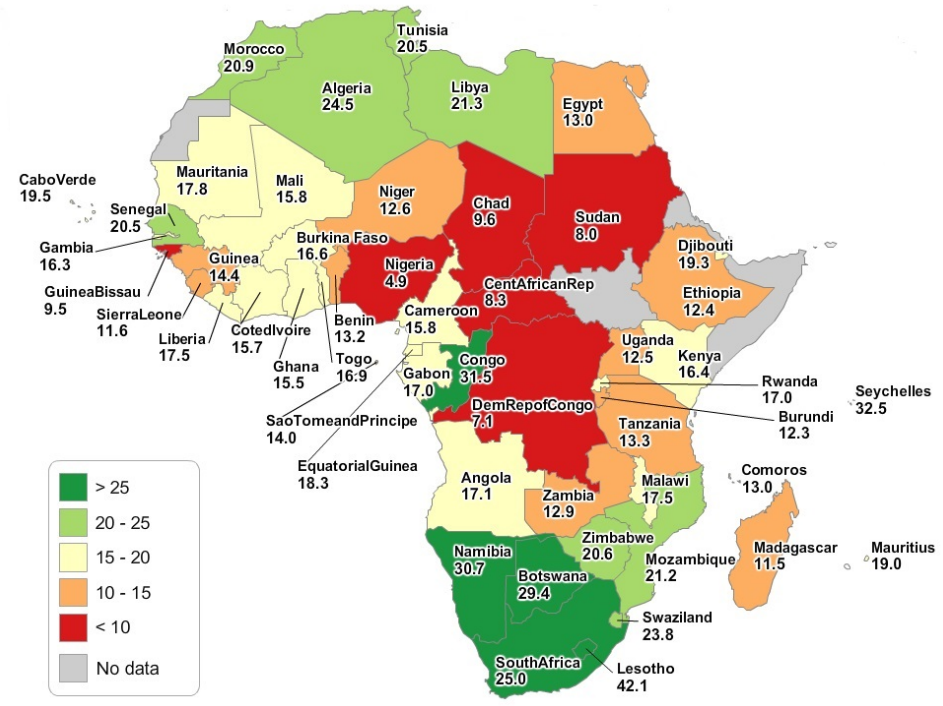 Tunisia
20.5
Morocco
20.9
Algeria
24.5
Libya
21.3
Egypt
13.0
Mauritania
17.8
Mali
15.8
Niger
12.6
Chad
9.6
Sudan
8.0
CaboVerde
19.5
Senegal
20.5
Gambia
16.3
GuineaBissau
9.5
Guinea
14.4
SierraLeone
11.6
Liberia
17.5
CotedIvoire
15.7
Burkina Faso
16.6
Ghana
15.5
Togo
16.9
Benin
13.2
Nigeria
4.9
Cameroon
15.8
CentAfricanRep
8.3
Djibouti
19.3
Ethiopia
12.4
SaoTomeandPrincipe
14.0
EquatorialGuinea
18.3
Gabon
17.0
Congo
31.5
DemRepofCongo
7.1
Uganda
12.5
Kenya
16.4
Rwanda
17.0
Burundi
12.3
Seychelles
32.5
Tanzania
13.3
Angola
17.1
Zambia
12.9
Malawi
17.5
Comoros
13.0
Madagascar
11.5
Mauritius
19.0
Zimbabwe
20.6
Mozambique
21.2
Namibia
30.7
Botswana
29.4
Swaziland
23.8
SouthAfrica
25.0
Lesotho
42.1
> 25
20 - 25
15 - 20
10 - 15
< 10
No data